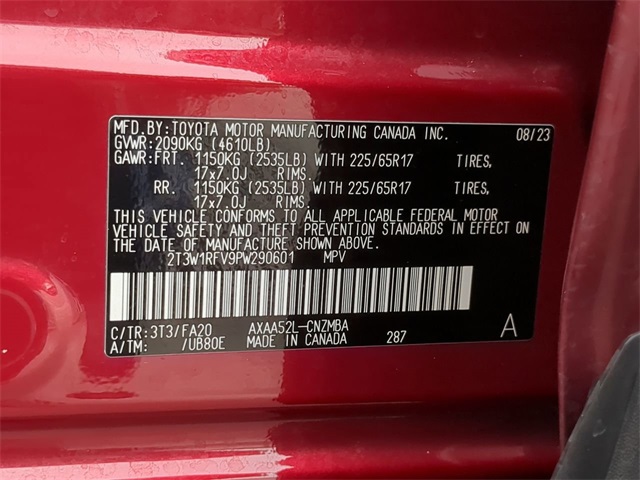 MFD.BY:TOYOTA MOTOR MANUFACTURING CANADA INC. 08/23
GVWR:2090KG (4610LB)
GAWR:FRT. 1150KG (2535LB) WITH 225/65R17 TIRES,
17x7.0J RIMS.
RR. 1150KG (2535LB) WITH 225/65R17 TIRES,
17x7.0J RIMS.
THIS VEHICLE CONFORMS TO ALL APPLICABLE FEDERAL MOTOR
VEHICLE SAFETY AND THEFT PREVENTION STANDARDS IN EFFECT ON
THE DATE OF MANUFACTURE SHOWN ABOVE.
2T3W1RFV9PW290601 MPV
C/TR:3T3/FA20 AXAA52L-CNZMBA
A/TM: /UB80E MADE IN CANADA 287 A